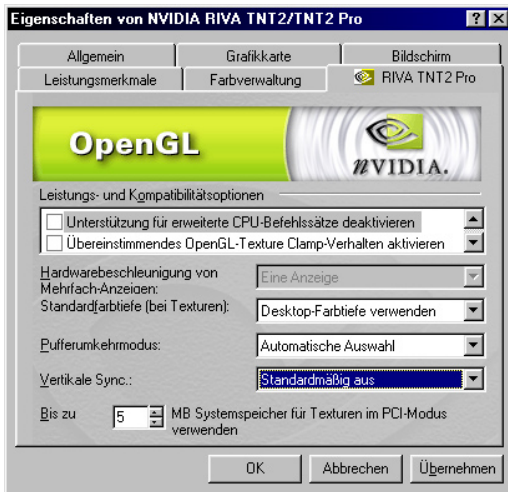 Eigenschaften von NVIDIA RIVA TNT2/TNT2 Pro
Allgemein
Grafikkarte
Bildschirm
Leistungsmerkmale
Farbverwaltung
RIVA TNT2 Pro
OpenGL
nVIDIA.
Leistungs- und Kompatibilitätsoptionen
Unterstützung für erweiterte CPU-Befehlssätze deaktivieren
Übereinstimmendes OpenGL-Texture Clamp-Verhalten aktivieren
Hardwarebeschleunigung von
Mehrfach-Anzeigen:
Eine Anzeige
Standardfarbtiefe (bei Texturen):
Desktop-Farbtiefe verwenden
Pufferumkehrmodus:
Automatische Auswahl
Vertikale Sync.:
Standardmäßig aus
Bis zu
5
MB Systemspeicher für Texturen im PCI-Modus
verwenden
OK
Abbrechen
Übernehmen